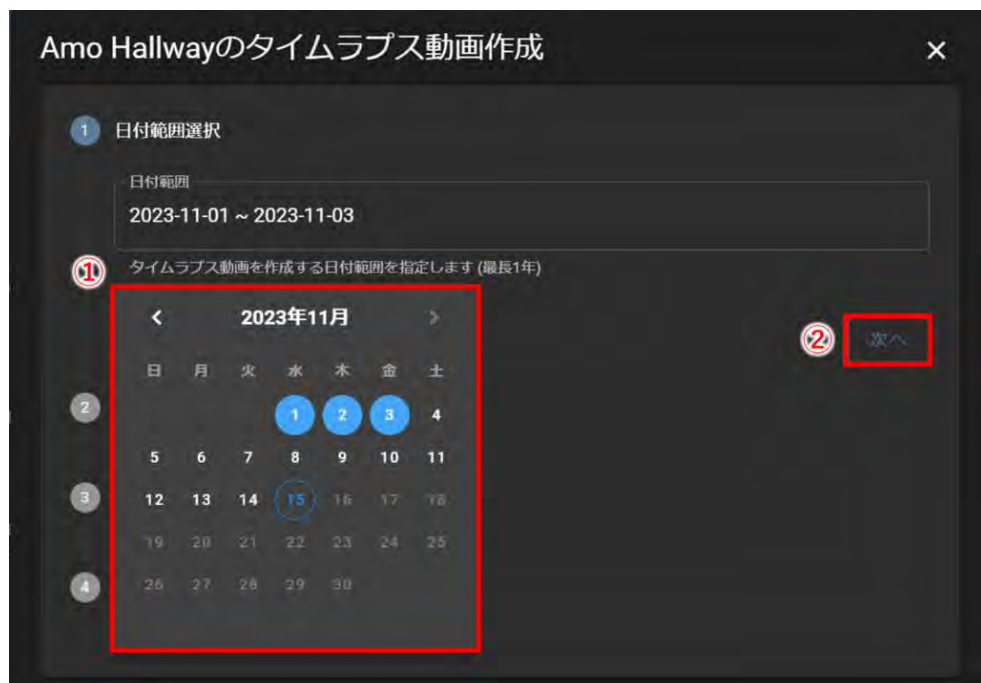 Amo Hallwayのタイムラプス動画作成 ×
1 日付範囲選択
日付範囲
2023-11-01 ~ 2023-11-03
① タイムラプス動画を作成する日付範囲を指定します (最長1年)
< 2023年11月 >
② 次へ
日 月 火 水 木 金 土
2
1 2 3 4
5 6 7 8 9 10 11
3
12 13 14 15 16 17 18
19 20 21 22 23 24 25
4
26 27 28 29 30